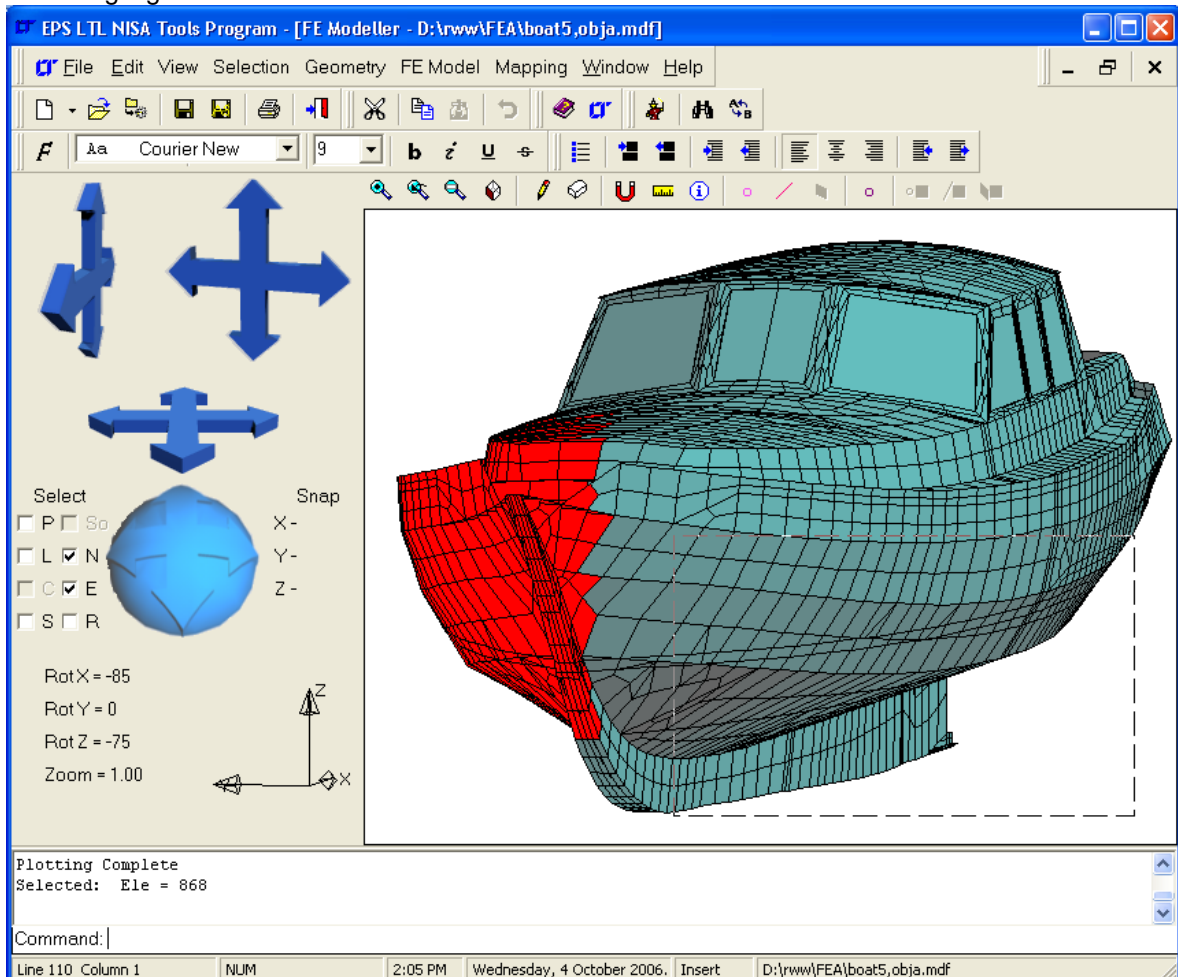 EPS LTL NISA Tools Program - [FE Modeller - D:\rww\FEA\boat5,obja.mdf]
File Edit View Selection Geometry FE Model Mapping Window Help
Aa Courier New 9 b i u S
Select Snap
P So X -
L N Y -
C E Z -
S R
Rot X = -85
Rot Y = 0
Rot Z = -75
Zoom = 1.00
Z
X
Plotting Complete
Selected: Ele = 868
Command:
Line 110 Column 1 NUM 2:05 PM Wednesday, 4 October 2006. Insert D:\rww\FEA\boat5,obja.mdf